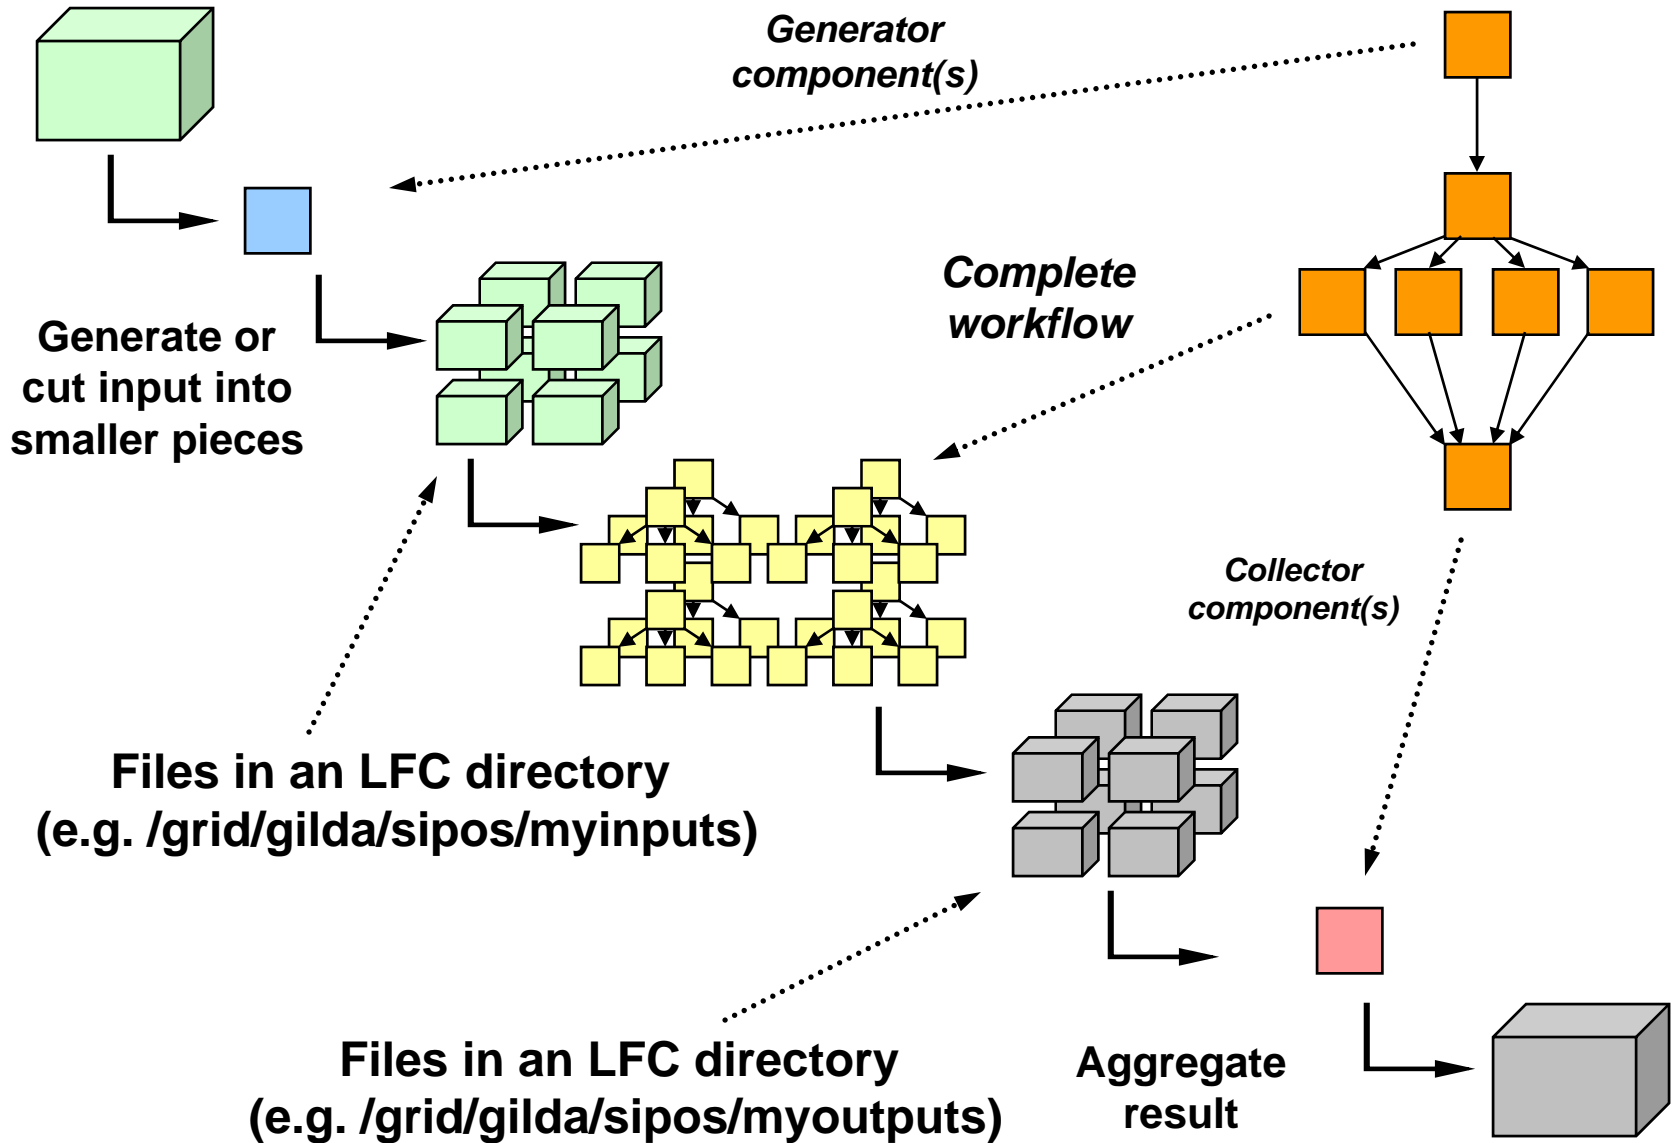 Generator
component(s)
Complete
workflow
Generate or
cut input into
smaller pieces
Collector
component(s)
Files in an LFC directory
(e.g. /grid/gilda/sipos/myinputs)
Files in an LFC directory
(e.g. /grid/gilda/sipos/myoutputs)
Aggregate
result